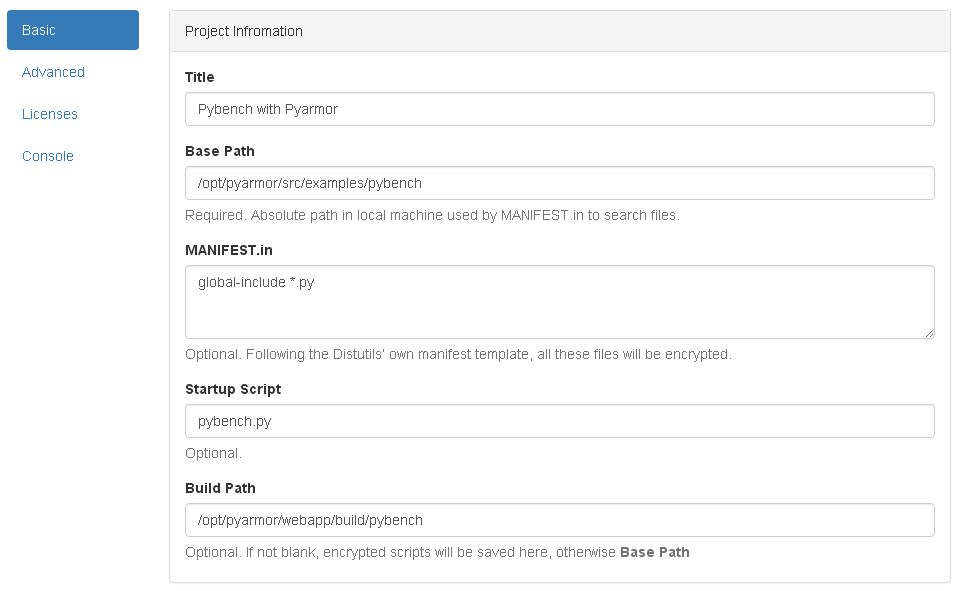 Basic
Advanced
Licenses
Console
Project Infromation
Title
Pybench with Pyarmor
Base Path
/opt/pyarmor/src/examples/pybench
Required. Absolute path in local machine used by MANIFEST.in to search files.
MANIFEST.in
global-include *.py
Optional. Following the Distutils' own manifest template, all these files will be encrypted.
Startup Script
pybench.py
Optional.
Build Path
/opt/pyarmor/webapp/build/pybench
Optional. If not blank, encrypted scripts will be saved here, otherwise Base Path